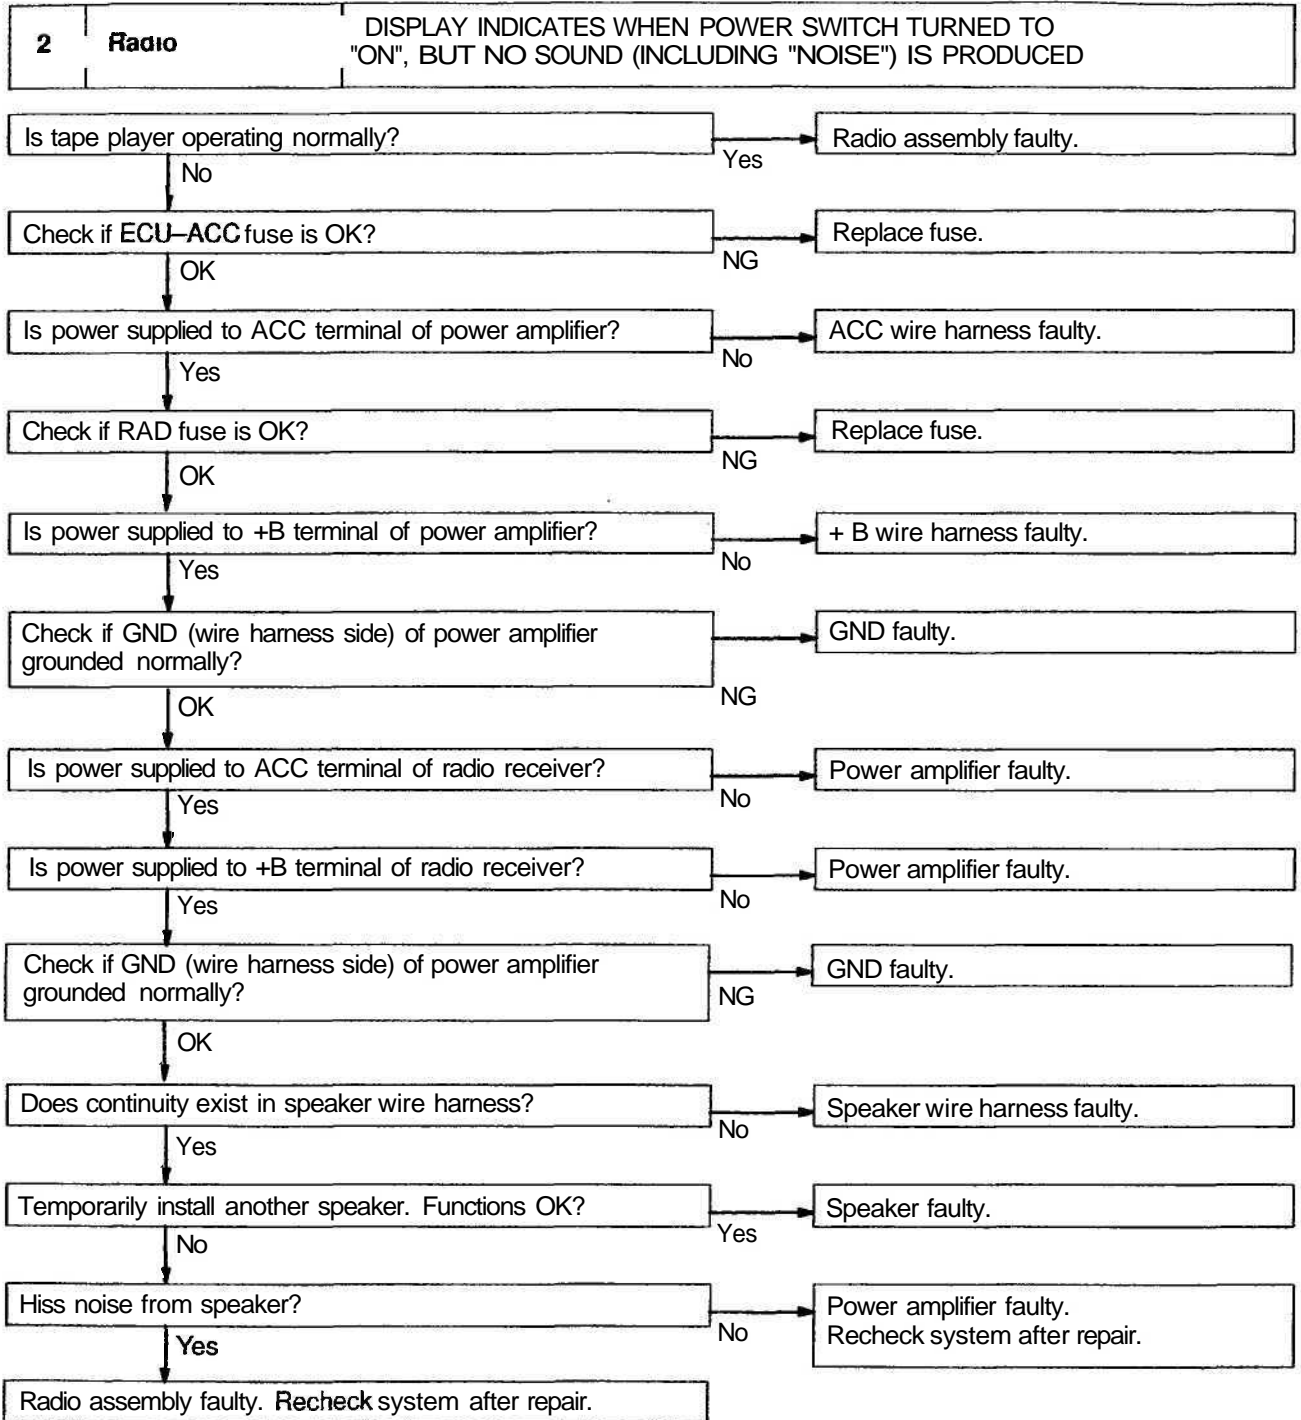 2 Radio DISPLAY INDICATES WHEN POWER SWITCH TURNED TO
"ON", BUT NO SOUND (INCLUDING "NOISE") IS PRODUCED
Is tape player operating normally?
Yes
Radio assembly faulty.
No
Check if ECU–ACC fuse is OK?
NG
Replace fuse.
OK
Is power supplied to ACC terminal of power amplifier?
No
ACC wire harness faulty.
Yes
Check if RAD fuse is OK?
NG
Replace fuse.
OK
Is power supplied to +B terminal of power amplifier?
No
+ B wire harness faulty.
Yes
Check if GND (wire harness side) of power amplifier
grounded normally?
NG
GND faulty.
OK
Is power supplied to ACC terminal of radio receiver?
No
Power amplifier faulty.
Yes
Is power supplied to +B terminal of radio receiver?
No
Power amplifier faulty.
Yes
Check if GND (wire harness side) of power amplifier
grounded normally?
NG
GND faulty.
OK
Does continuity exist in speaker wire harness?
No
Speaker wire harness faulty.
Yes
Temporarily install another speaker. Functions OK?
Yes
Speaker faulty.
No
Hiss noise from speaker?
No
Power amplifier faulty.
Recheck system after repair.
Yes
Radio assembly faulty. Recheck system after repair.